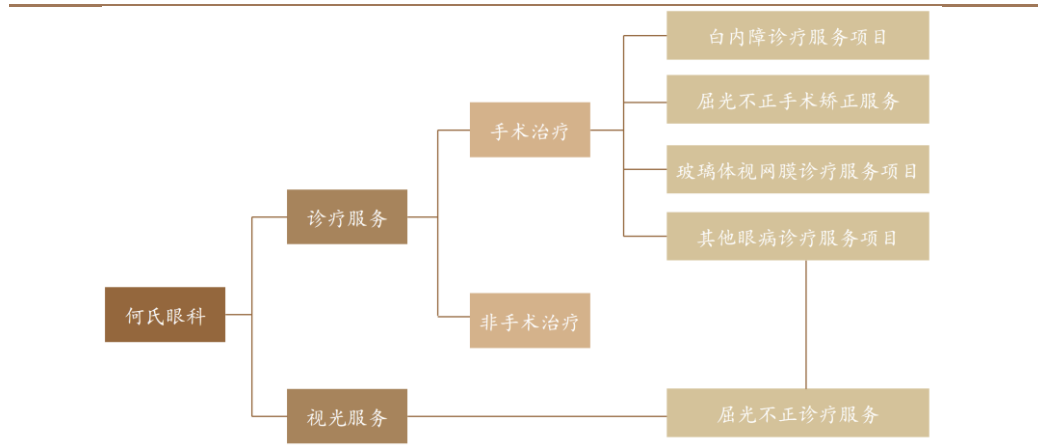 白内障诊疗服务项目
屈光不正手术矫正服务
手术治疗
玻璃体视网膜诊疗服务项目
诊疗服务
其他眼病诊疗服务项目
何氏眼科
非手术治疗
视光服务
屈光不正诊疗服务